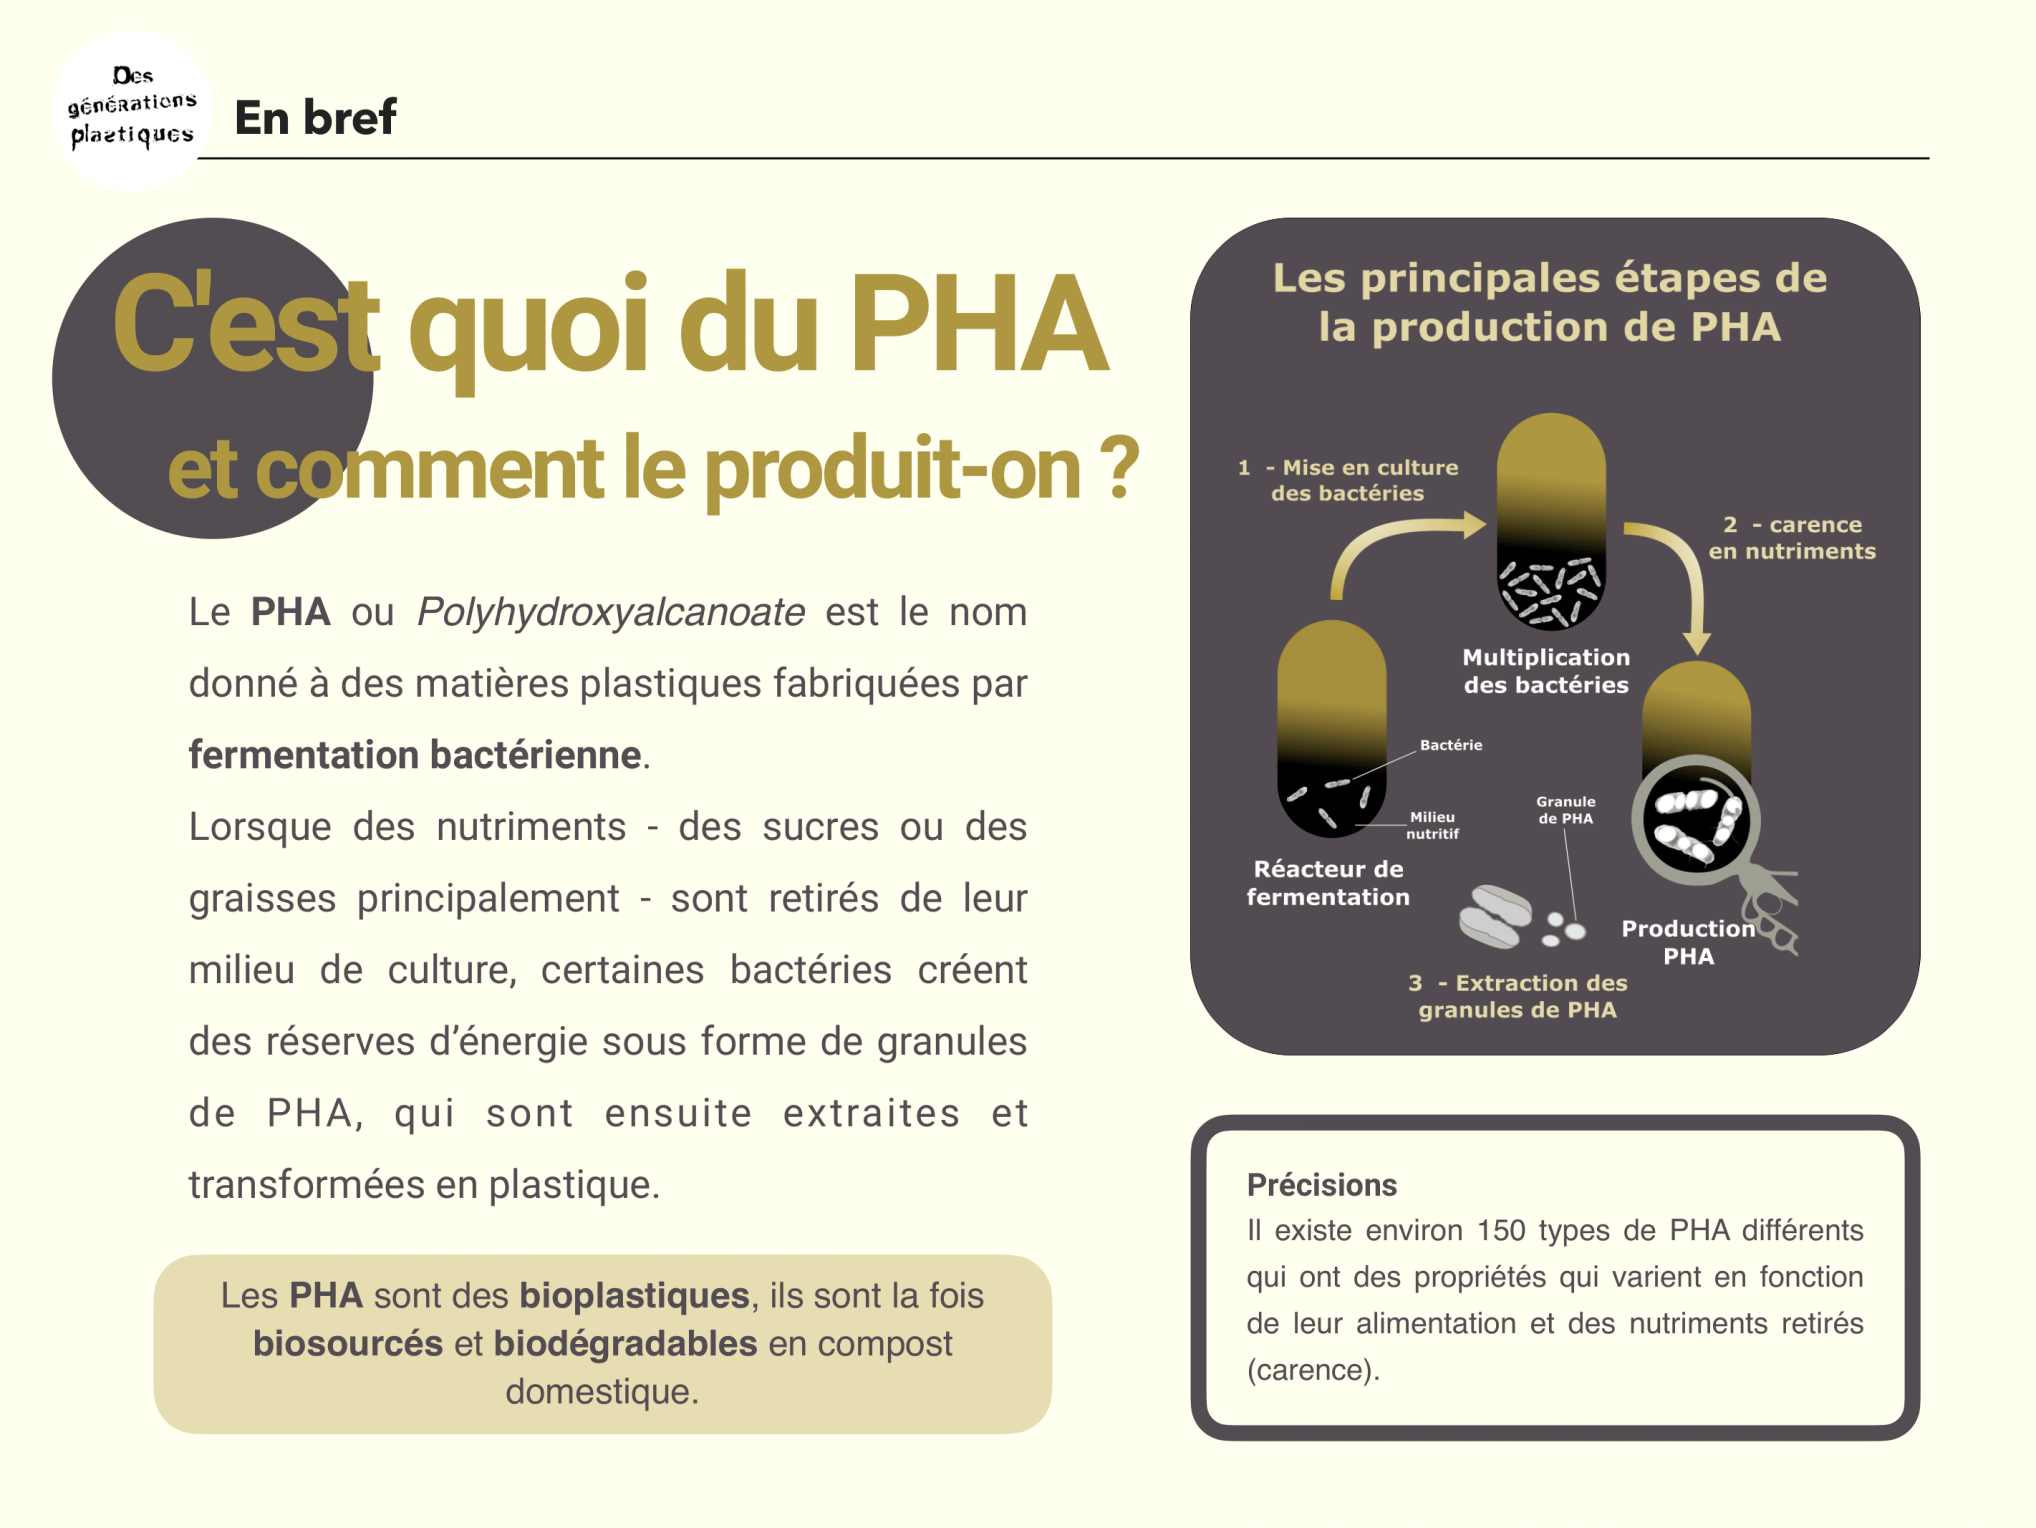 Des
générations
plastiques
En bref
C'est quoi du PHA
et comment le produit-on ?
Le PHA ou Polyhydroxyalcanoate est le nom
donné à des matières plastiques fabriquées par
fermentation bactérienne.
Lorsque des nutriments - des sucres ou des
graisses principalement - sont retirés de leur
milieu de culture, certaines bactéries créent
des réserves d’énergie sous forme de granules
de PHA, qui sont ensuite extraites et
transformées en plastique.
Les PHA sont des bioplastiques, ils sont la fois
biosourcés et biodégradables en compost
domestique.
Les principales étapes de
la production de PHA
1 - Mise en culture
des bactéries
2 - carence
en nutriments
Multiplication
des bactéries
Bactérie
Milieu
nutritif
Réacteur de
fermentation
Granule
de PHA
Production
PHA
3 - Extraction des
granules de PHA
Précisions
Il existe environ 150 types de PHA différents
qui ont des propriétés qui varient en fonction
de leur alimentation et des nutriments retirés
(carence).